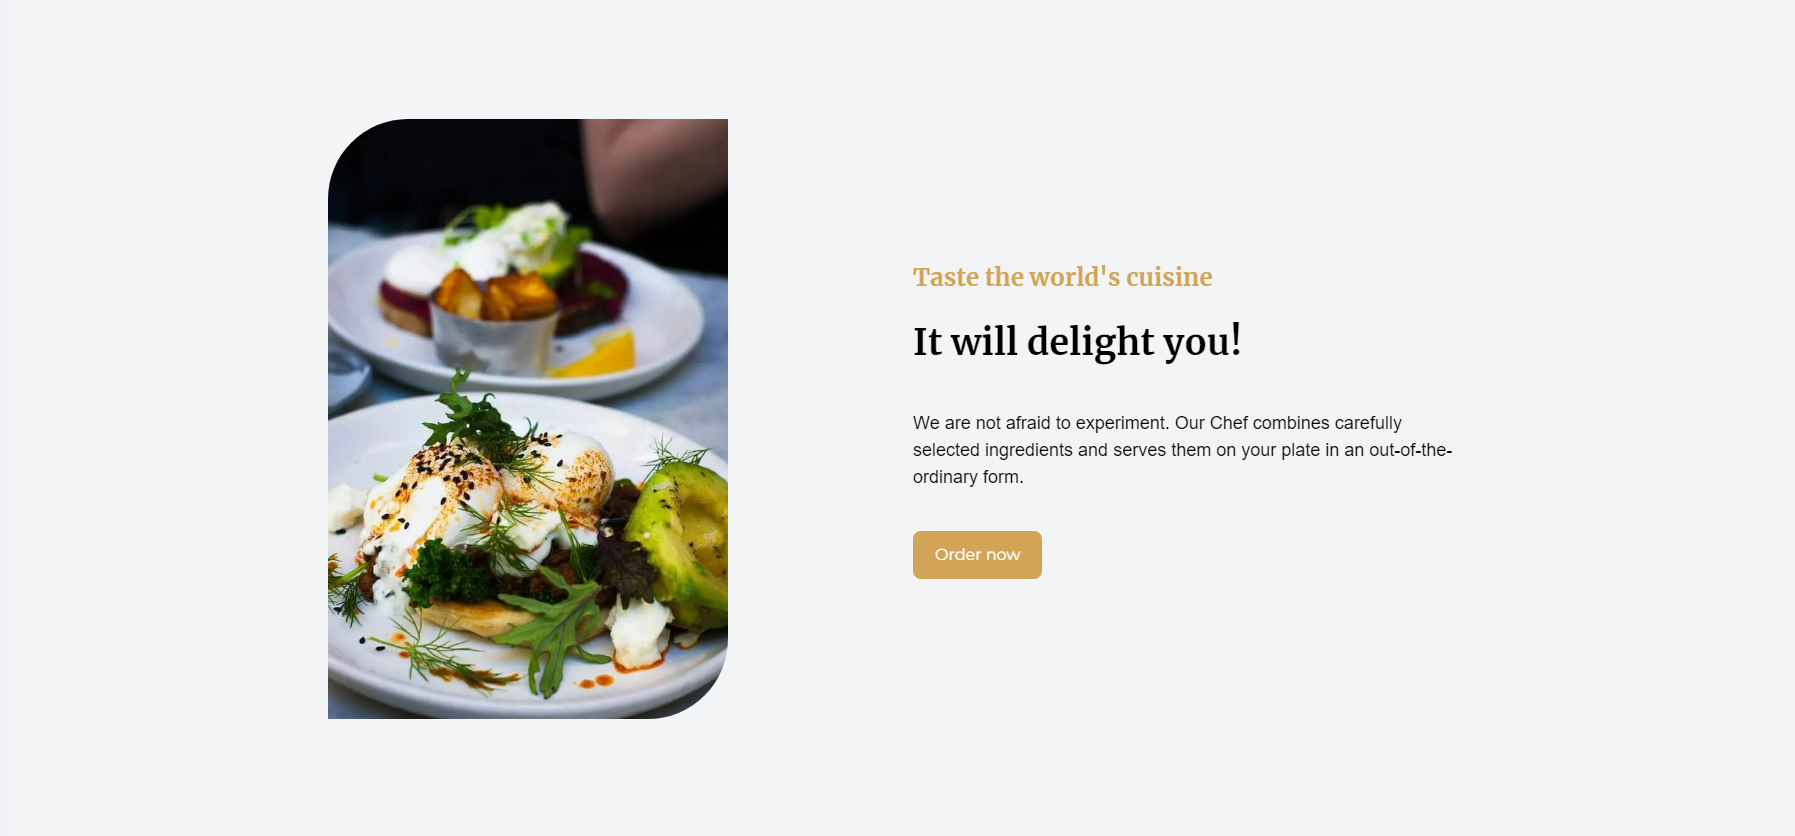 Taste the world's cuisine
It will delight you!
We are not afraid to experiment. Our Chef combines carefully
selected ingredients and serves them on your plate in an out-of-the-
ordinary form.
Order now